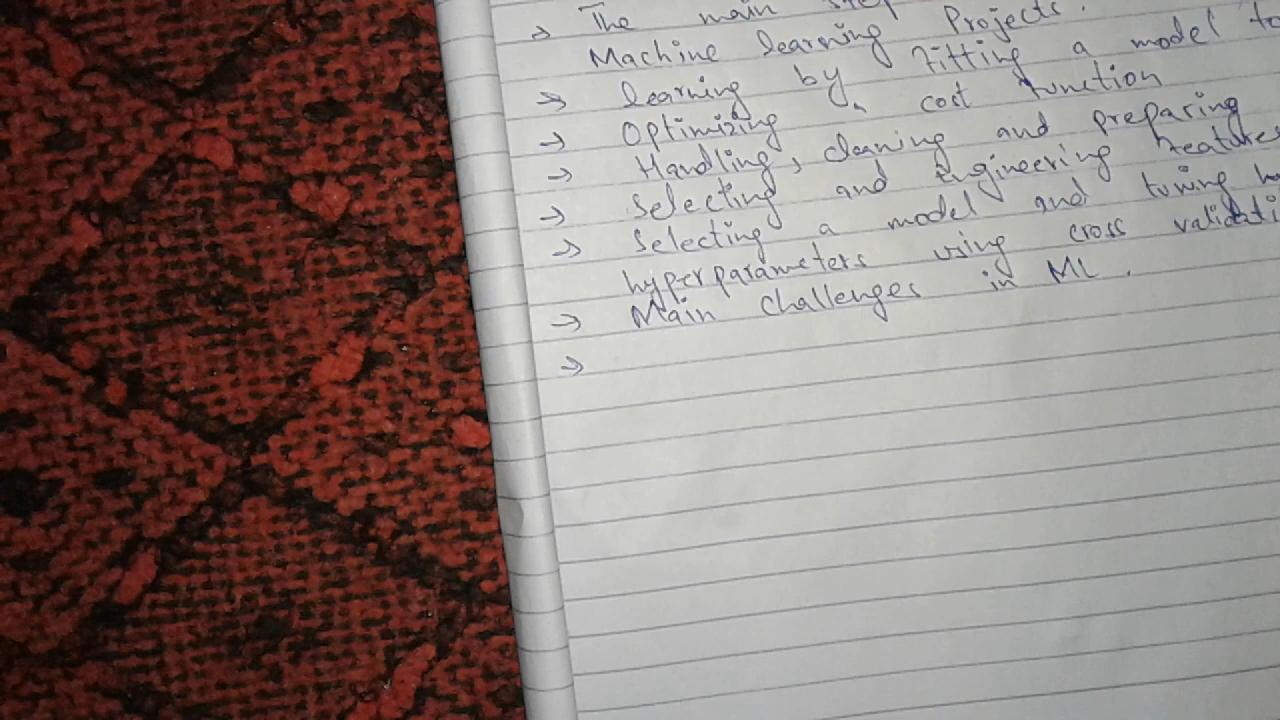 → The main
Machine learning Projects.
→ learning by Fitting a model to
→ Optimizing a cost function
→ Handling, cleaning and preparing
→ Selecting and Engineering features
→ Selecting a model and tuning
hyperparameters using cross
→ Main Challenges in ML.
→